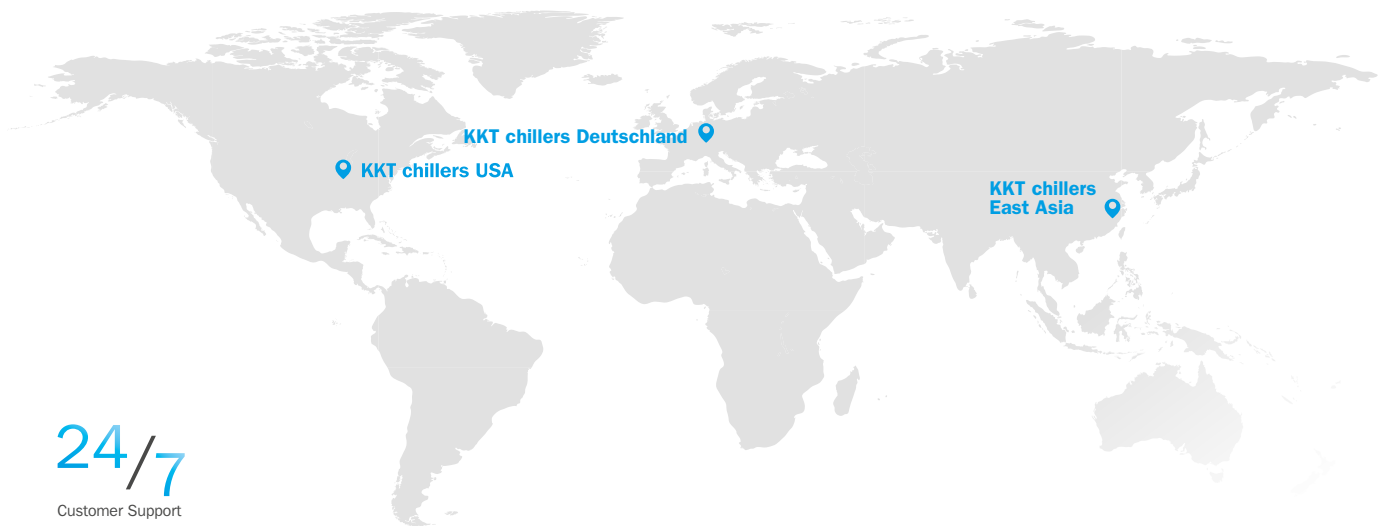 KKT chillers Deutschland
KKT chillers USA
KKT chillers
East Asia
24/7
Customer Support